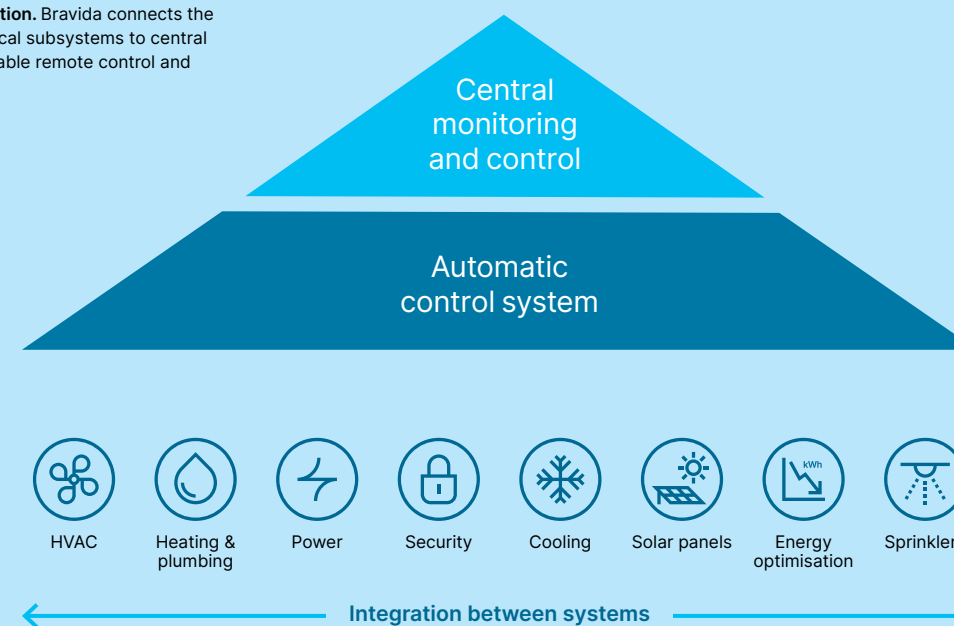 tion. Bravida connects the
cal subsystems to central
able remote control and
Central
monitoring
and control
Automatic
control system
kWh
HVAC
Heating &
plumbing
Power
Security
Cooling
Solar panels
Energy
optimisation
Sprinkler
Integration between systems